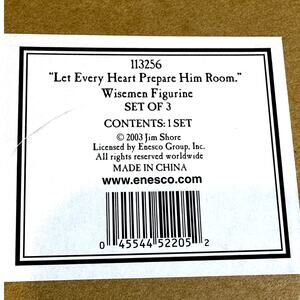 113256
"Let Every Heart Prepare Him Room."
Wisemen Figurine
SET OF 3
CONTENTS: 1 SET
© 2003 Jim Shore
Licensed by Enesco Group, Inc.
All rights reserved worldwide
MADE IN CHINA
www.enesco.com
0 45544 52205 2